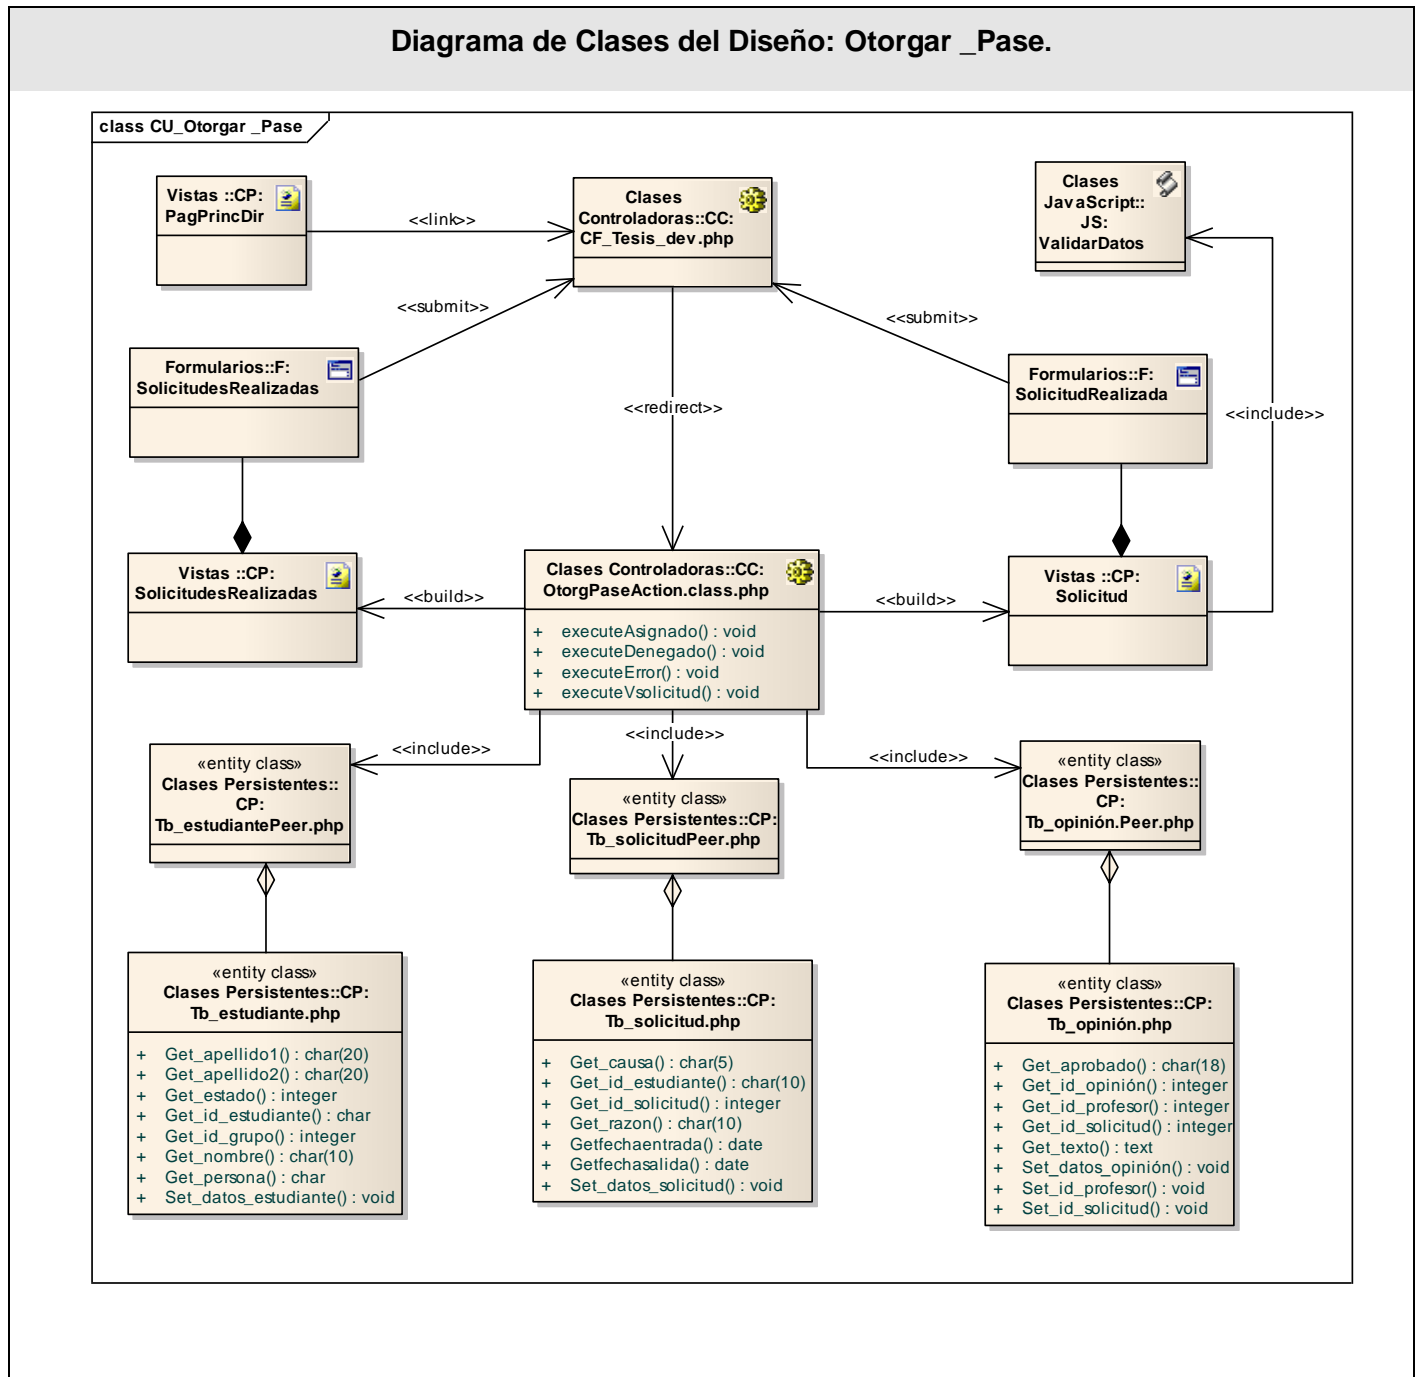 Diagrama de Clases del Diseño: Otorgar _Pase.
class CU_Otorgar _Pase
Vistas ::CP:
PagPrincDir
<<link>>
Clases
Controladoras::CC:
CF_Tesis_dev.php
Clases
JavaScript::
JS:
ValidarDatos
<<submit>>
<<submit>>
Formularios::F:
SolicitudesRealizadas
<<redirect>>
Formularios::F:
SolicitudRealizada
<<include>>
Vistas ::CP:
SolicitudesRealizadas
<<build>>
Clases Controladoras::CC:
OtorgPaseAction.class.php
+ executeAsignado() : void
+ executeDenegado() : void
+ executeError() : void
+ executeVsolicitud() : void
<<build>>
Vistas ::CP:
Solicitud
<<include>>
<<include>>
<<include>>
«entity class»
Clases Persistentes::
CP:
Tb_estudiantePeer.php
«entity class»
Clases Persistentes::CP:
Tb_solicitudPeer.php
«entity class»
Clases Persistentes::
CP:
Tb_opinión.Peer.php
«entity class»
Clases Persistentes::CP:
Tb_estudiante.php
+ Get_apellido1() : char(20)
+ Get_apellido2() : char(20)
+ Get_estado() : integer
+ Get_id_estudiante() : char
+ Get_id_grupo() : integer
+ Get_nombre() : char(10)
+ Get_persona() : char
+ Set_datos_estudiante() : void
«entity class»
Clases Persistentes::CP:
Tb_solicitud.php
+ Get_causa() : char(5)
+ Get_id_estudiante() : char(10)
+ Get_id_solicitud() : integer
+ Get_razon() : char(10)
+ Getfechaentrada() : date
+ Getfechasalida() : date
+ Set_datos_solicitud() : void
«entity class»
Clases Persistentes::CP:
Tb_opinión.php
+ Get_aprobado() : char(18)
+ Get_id_opinión() : integer
+ Get_id_profesor() : integer
+ Get_id_solicitud() : integer
+ Get_texto() : text
+ Set_datos_opinión() : void
+ Set_id_profesor() : void
+ Set_id_solicitud() : void